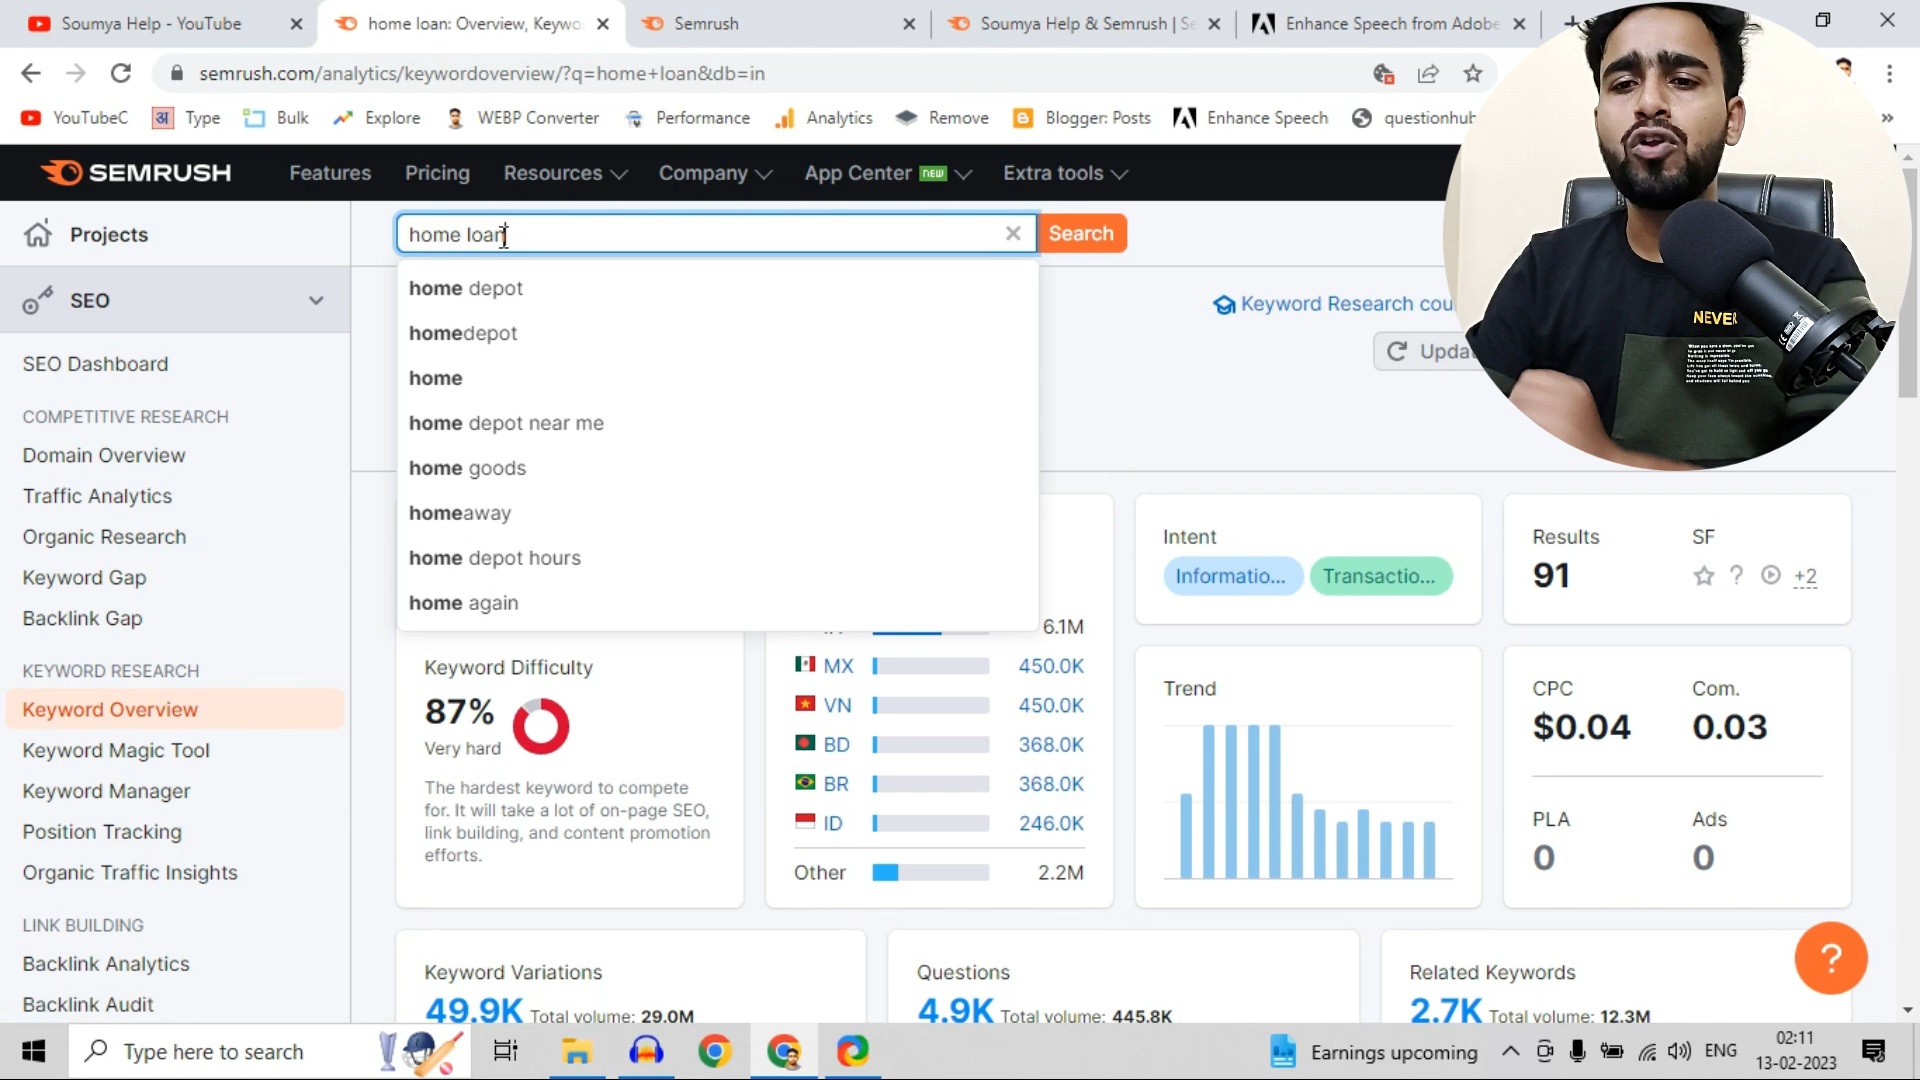 Soumya Help - YouTube
home loan: Overview, Keywo
Semrush
Soumya Help & Semrush | Se
Enhance Speech from Adobe
semrush.com/analytics/keywordoverview/?q=home+loan&db=in
YouTubeC
अ Type
Bulk
Explore
WEBP Converter
Performance
Analytics
Remove
Blogger: Posts
Enhance Speech
questionhub
SEMRUSH
Features
Pricing
Resources
Company
App Center NEW
Extra tools
Projects
home loan
Search
SEO
home depot
homedepot
home
home depot near me
home goods
homeaway
home depot hours
home again
Keyword Research cou
Updat
NEVER
SEO Dashboard
COMPETITIVE RESEARCH
Domain Overview
Traffic Analytics
Organic Research
Keyword Gap
Backlink Gap
KEYWORD RESEARCH
Keyword Overview
Keyword Magic Tool
Keyword Manager
Position Tracking
Organic Traffic Insights
LINK BUILDING
Backlink Analytics
Backlink Audit
Keyword Difficulty
87%
Very hard
The hardest keyword to compete
for. It will take a lot of on-page SEO,
link building, and content promotion
efforts.
6.1M
MX 450.0K
VN 450.0K
BD 368.0K
BR 368.0K
ID 246.0K
Other 2.2M
Intent
Informatio... Transactio...
Results SF
91 +2
Trend
CPC Com.
$0.04 0.03
PLA Ads
0 0
Keyword Variations
49.9K Total volume: 29.0M
Questions
4.9K Total volume: 445.8K
Related Keywords
2.7K Total volume: 12.3M
?
Type here to search
Earnings upcoming
ENG
02:11
13-02-2023